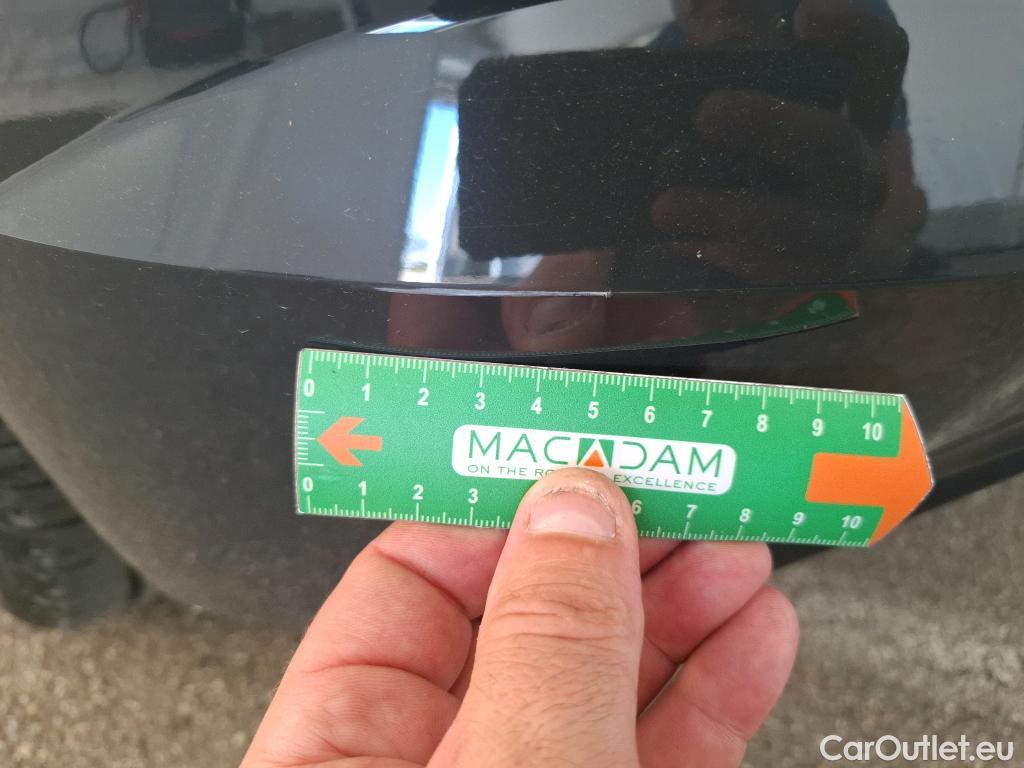 0 1 2 3 4 5 6 7 8 9 10
MACADAM
ON THE RO EXCELLENCE
0 1 2 3 6 7 8 9 10
CarOutlet.eu